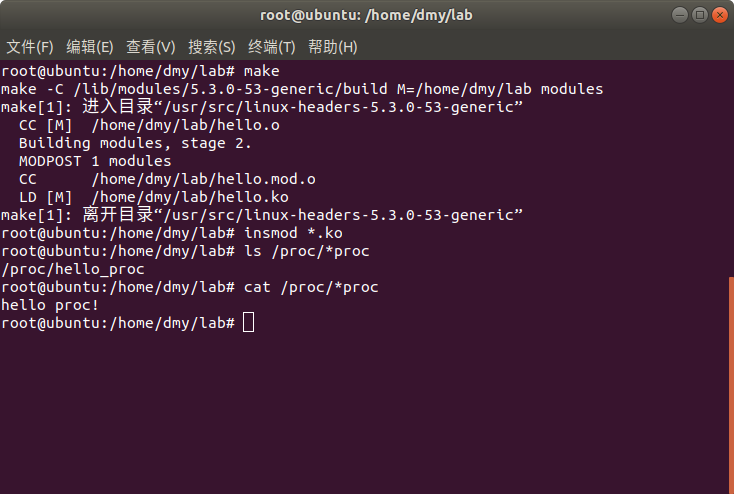 root@ubuntu: /home/dmy/lab
文件(F) 编辑(E) 查看(V) 搜索(S) 终端(T) 帮助(H)
root@ubuntu:/home/dmy/lab# make
make -C /lib/modules/5.3.0-53-generic/build M=/home/dmy/lab modules
make[1]: 进入目录“/usr/src/linux-headers-5.3.0-53-generic”
  CC [M]  /home/dmy/lab/hello.o
  Building modules, stage 2.
  MODPOST 1 modules
  CC      /home/dmy/lab/hello.mod.o
  LD [M]  /home/dmy/lab/hello.ko
make[1]: 离开目录“/usr/src/linux-headers-5.3.0-53-generic”
root@ubuntu:/home/dmy/lab# insmod *.ko
root@ubuntu:/home/dmy/lab# ls /proc/*proc
/proc/hello_proc
root@ubuntu:/home/dmy/lab# cat /proc/*proc
hello proc!
root@ubuntu:/home/dmy/lab#